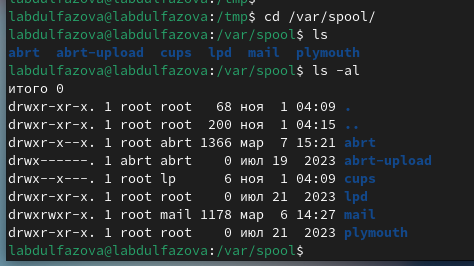 labdulfazova@labdulfazova:/tmp$
labdulfazova@labdulfazova:/tmp$ cd /var/spool/
labdulfazova@labdulfazova:/var/spool$ ls
abrt  abrt-upload  cups  lpd  mail  plymouth
labdulfazova@labdulfazova:/var/spool$ ls -al
итого 0
drwxr-xr-x. 1 root root   68 ноя  1 04:09 .
drwxr-xr-x. 1 root root  200 ноя  1 04:15 ..
drwxr-x--x. 1 root abrt 1366 мар  7 15:21 abrt
drwx------. 1 abrt abrt    0 июл 19  2023 abrt-upload
drwx--x---. 1 root lp      6 ноя  1 04:09 cups
drwxr-xr-x. 1 root root    0 июл 21  2023 lpd
drwxrwxr-x. 1 root mail 1178 мар  6 14:27 mail
drwxr-xr-x. 1 root root    0 июл 21  2023 plymouth
labdulfazova@labdulfazova:/var/spool$